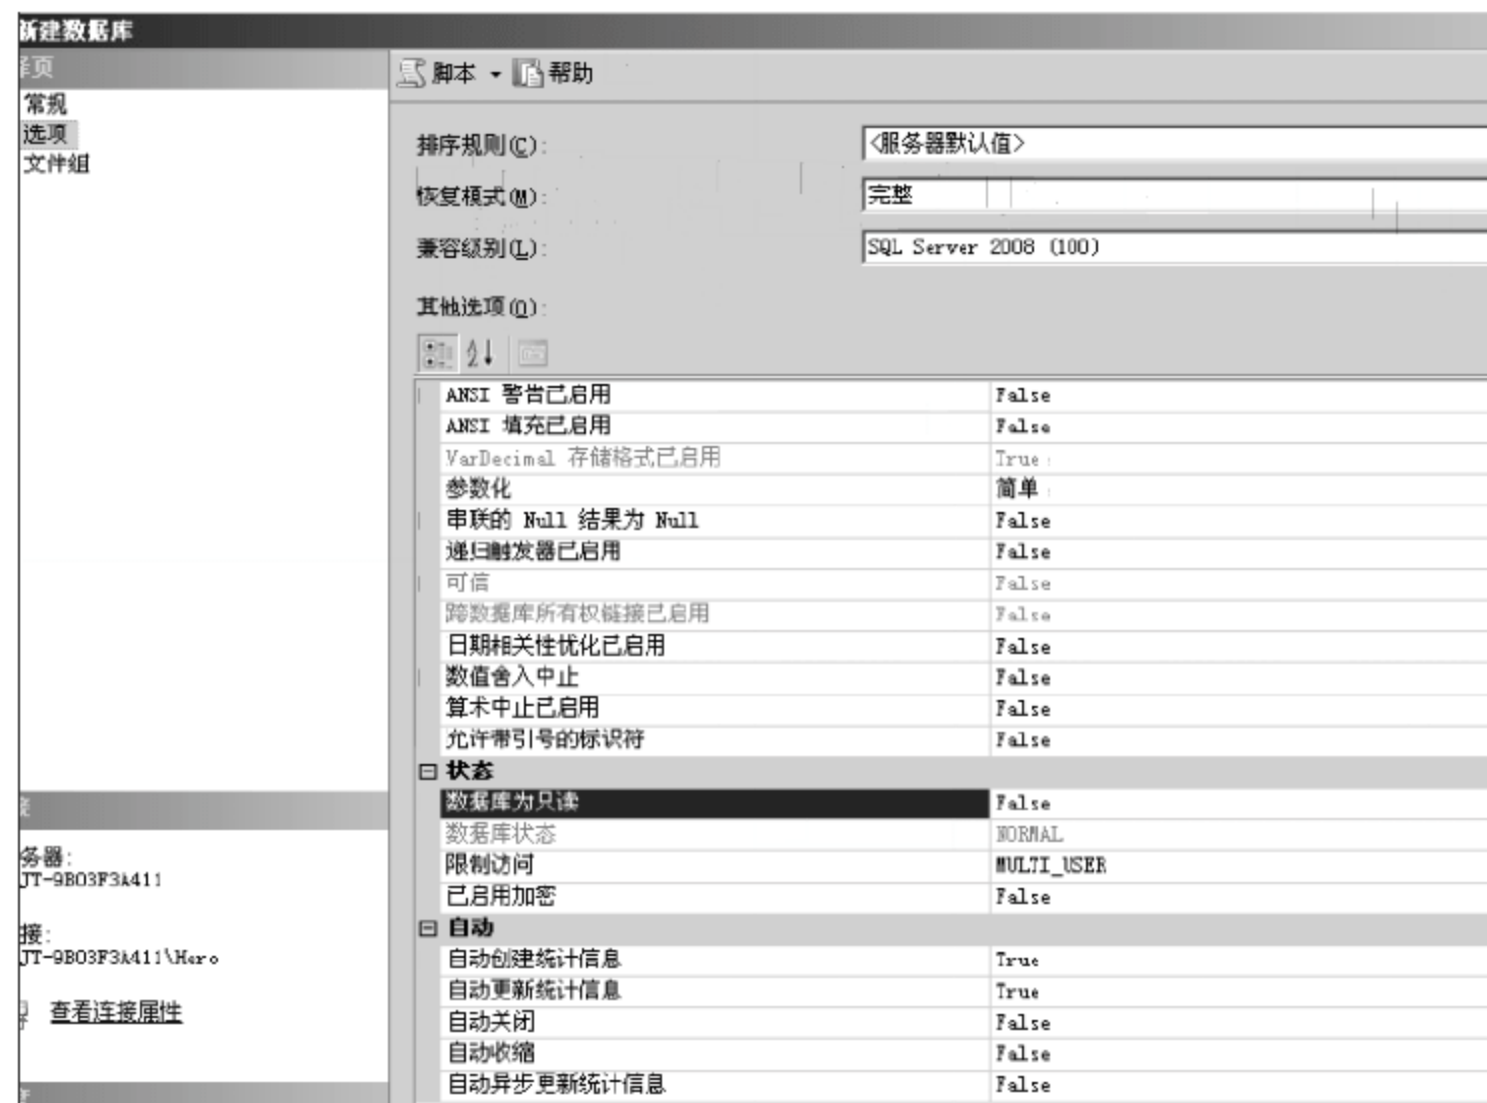 新建数据库
择页
常规
选项
文件组
脚本 帮助
排序规则(C):
<服务器默认值>
恢复模式(M):
完整
兼容级别(L):
SQL Server 2008 (100)
其他选项(O):
ANSI 警告已启用 False
ANSI 填充已启用 False
VarDecimal 存储格式已启用 True
参数化 简单
串联的 Null 结果为 Null False
递归触发器已启用 False
可信 False
跨数据库所有权链接已启用 False
日期相关性优化已启用 False
数值舍入中止 False
算术中止已启用 False
允许带引号的标识符 False
状态
数据库为只读 False
数据库状态 NORMAL
限制访问 MULTI_USER
已启用加密 False
自动
自动创建统计信息 True
自动更新统计信息 True
自动关闭 False
自动收缩 False
自动异步更新统计信息 False
务器:
JT-9B03F3A411
接:
JT-9B03F3A411\Hero
查看连接属性